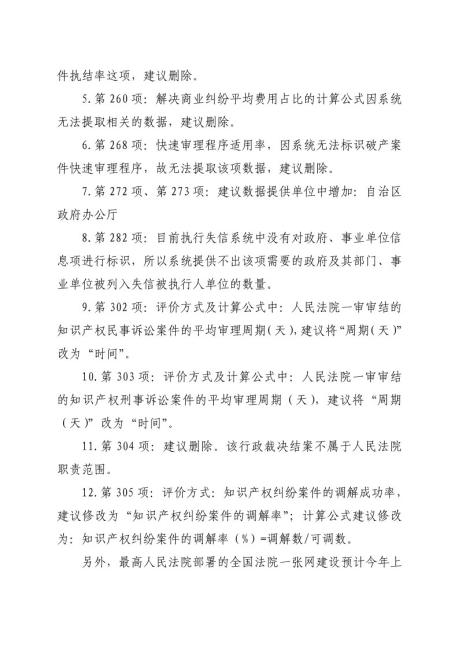 件执结率这项，建议删除。
5.第 260 项：解决商业纠纷平均费用占比的计算公式因系统
无法提取相关的数据，建议删除。
6.第 268 项：快速审理程序适用率，因系统无法标识破产案
件快速审理程序，故无法提取该项数据，建议删除。
7.第 272 项、第 273 项：建议数据提供单位中增加：自治区
政府办公厅
8.第 282 项：目前执行失信系统中没有对政府、事业单位信
息项进行标识，所以系统提供不出该项需要的政府及其部门、事
业单位被列入失信被执行人单位的数量。
9.第 302 项：评价方式及计算公式中：人民法院一审审结的
知识产权民事诉讼案件的平均审理周期（天），建议将“周期（天）”
改为“时间”。
10.第 303 项：评价方式及计算公式中：人民法院一审审结
的知识产权刑事诉讼案件的平均审理周期（天），建议将“周期
（天）”改为“时间”。
11.第 304 项：建议删除。该行政裁决结案不属于人民法院
职责范围。
12.第 305 项：评价方式：知识产权纠纷案件的调解成功率，
建议修改为“知识产权纠纷案件的调解率”；计算公式建议修改
为：知识产权纠纷案件的调解率（%）=调解数/可调数。
另外，最高人民法院部署的全国法院一张网建设预计今年上